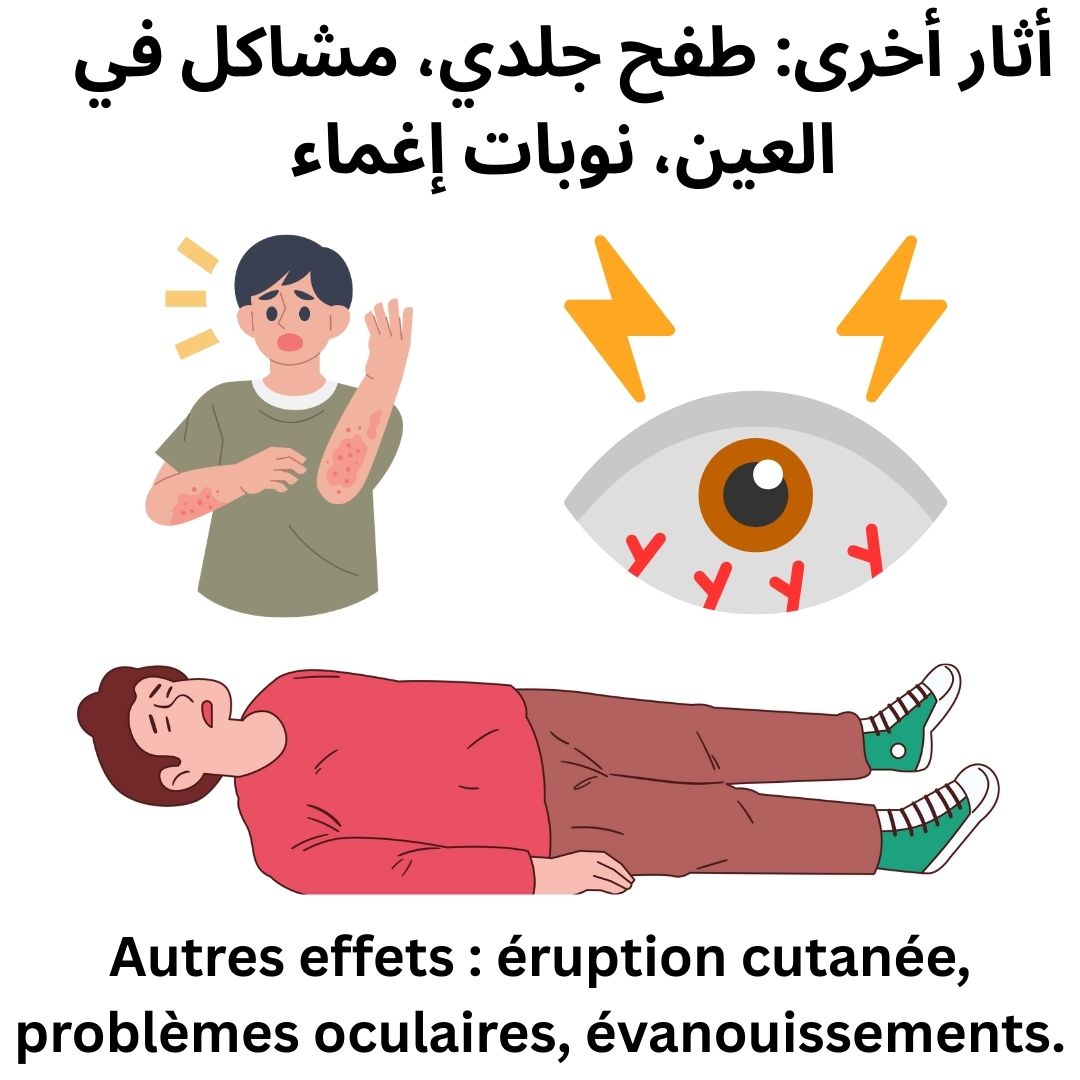 أثار أخرى: طفح جلدي، مشاكل في
العين، نوبات إغماء
Autres effets : éruption cutanée,
problèmes oculaires, évanouissements.